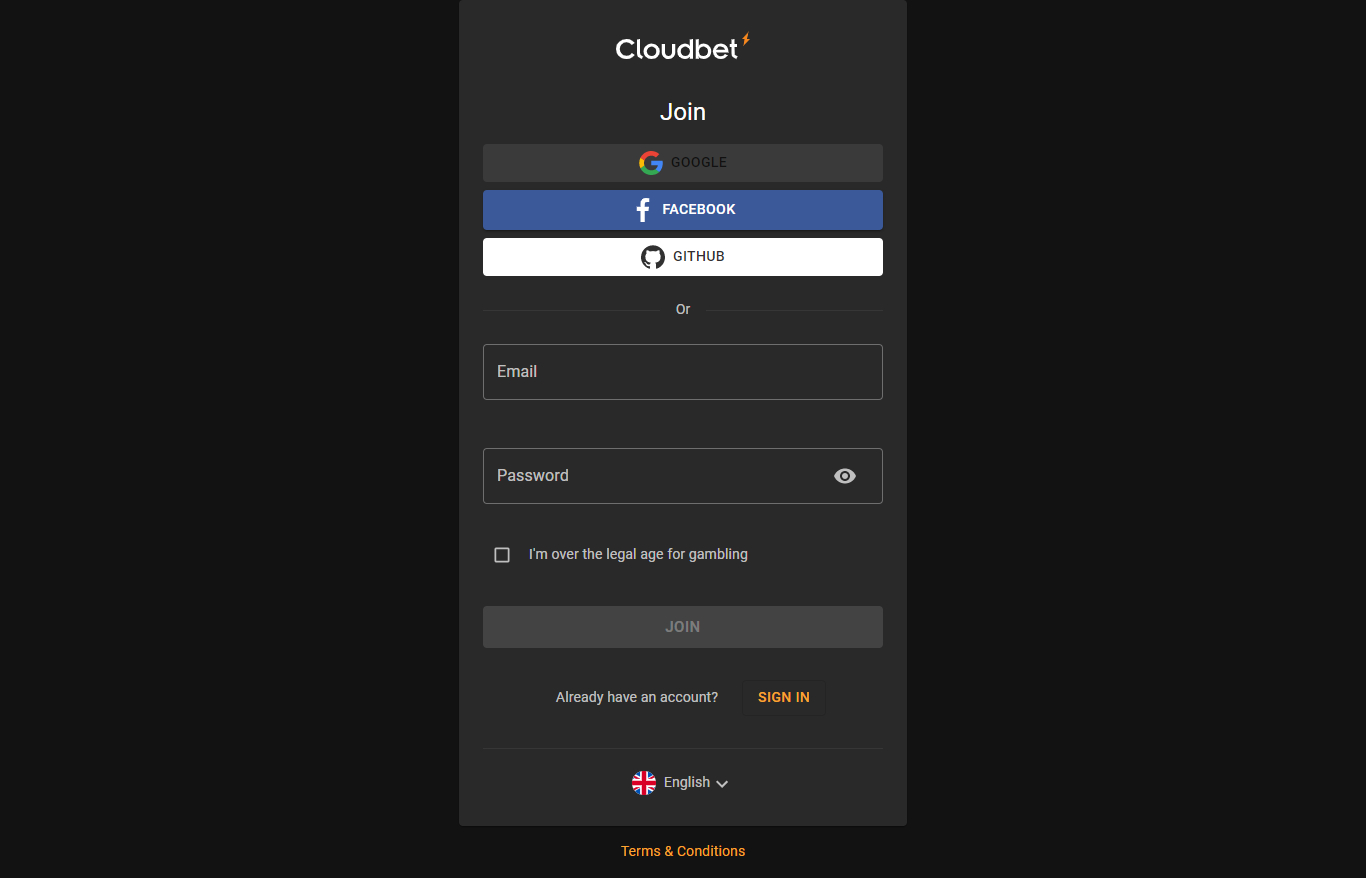 Cloudbet
Join
GOOGLE
FACEBOOK
GITHUB
Or
Email
Password
I'm over the legal age for gambling
JOIN
Already have an account? SIGN IN
English
Terms & Conditions